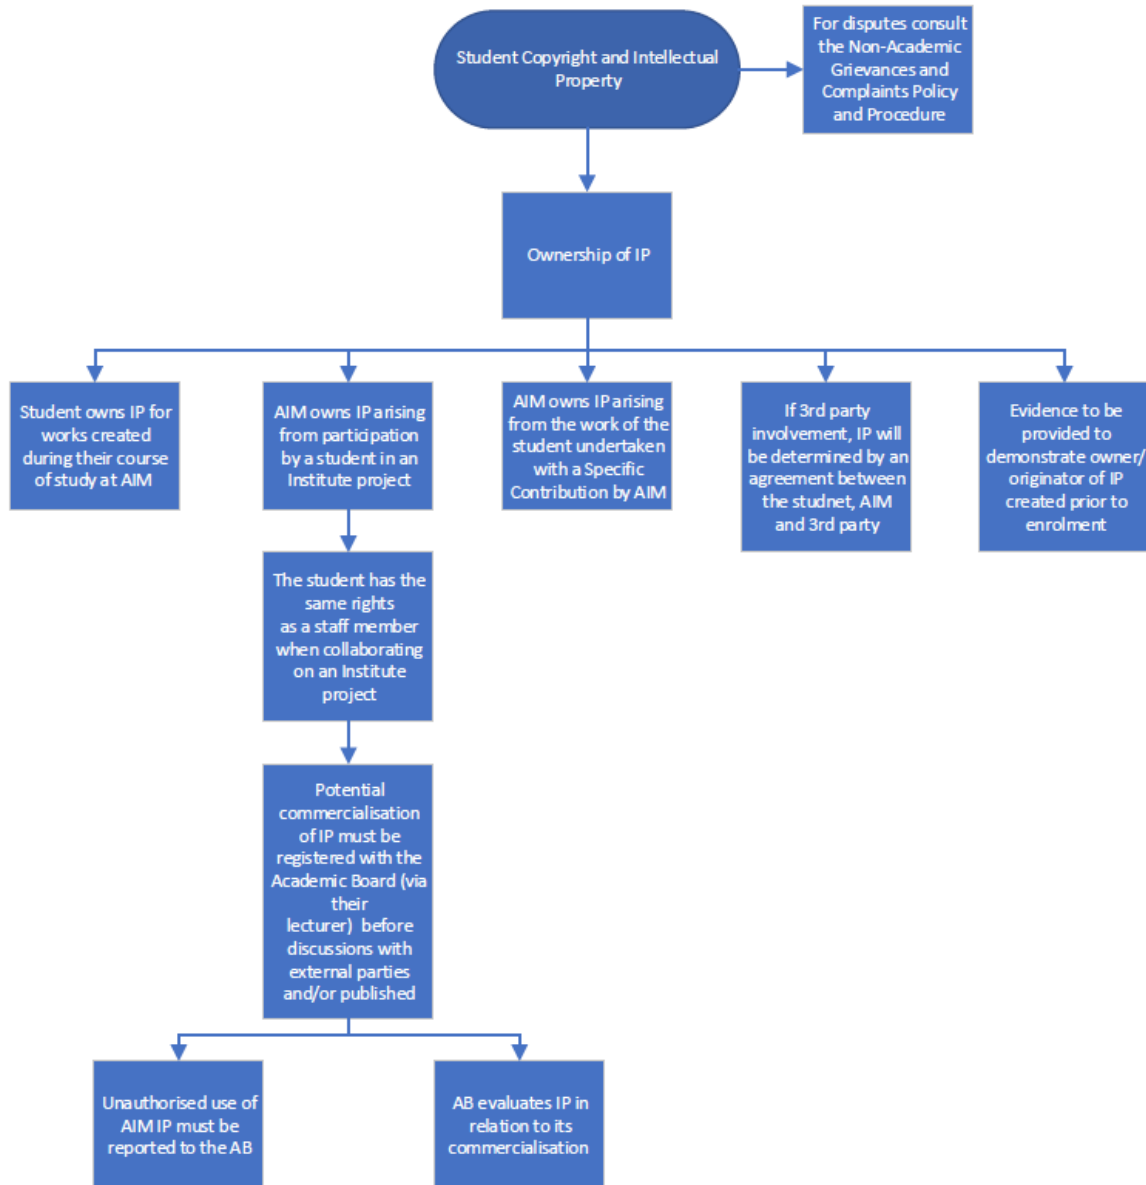 Student Copyright and Intellectual
Property
For disputes consult
the Non-Academic
Grievances and
Complaints Policy
and Procedure
Ownership of IP
Student owns IP for
works created
during their course
of study at AIM
AIM owns IP arising
from participation
by a student in an
Institute project
AIM owns IP arising
from the work of the
student undertaken
with a Specific
Contribution by AIM
If 3rd party
involvement, IP will
be determined by an
agreement between
the studnet, AIM
and 3rd party
Evidence to be
provided to
demonstrate owner/
originator of IP
created prior to
enrolment
The student has the
same rights
as a staff member
when collaborating
on an Institute
project
Potential
commercialisation
of IP must be
registered with the
Academic Board (via
their
lecturer) before
discussions with
external parties
and/or published
Unauthorised use of
AIM IP must be
reported to the AB
AB evaluates IP in
relation to its
commercialisation